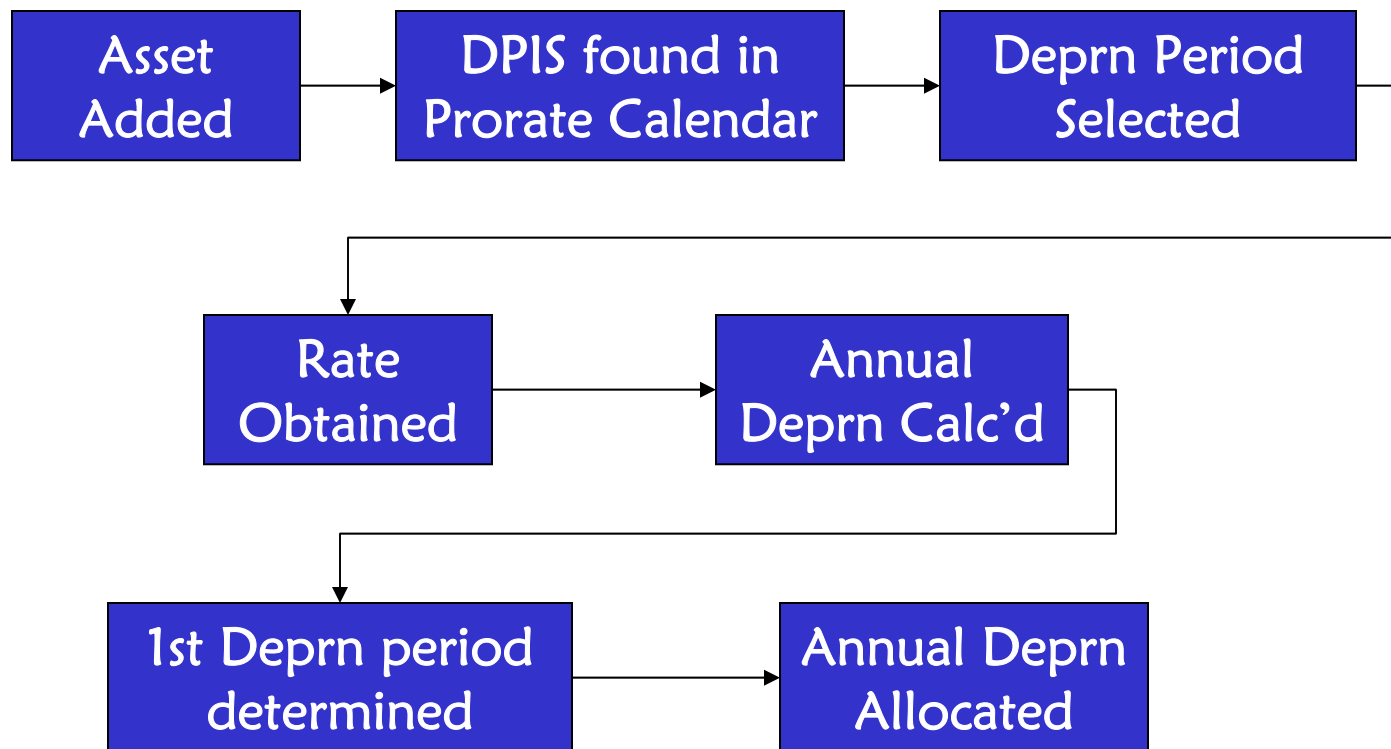 Asset
Added
DPIS found in
Prorate Calendar
Deprn Period
Selected
Rate
Obtained
Annual
Deprn Calc’d
1st Deprn period
determined
Annual Deprn
Allocated